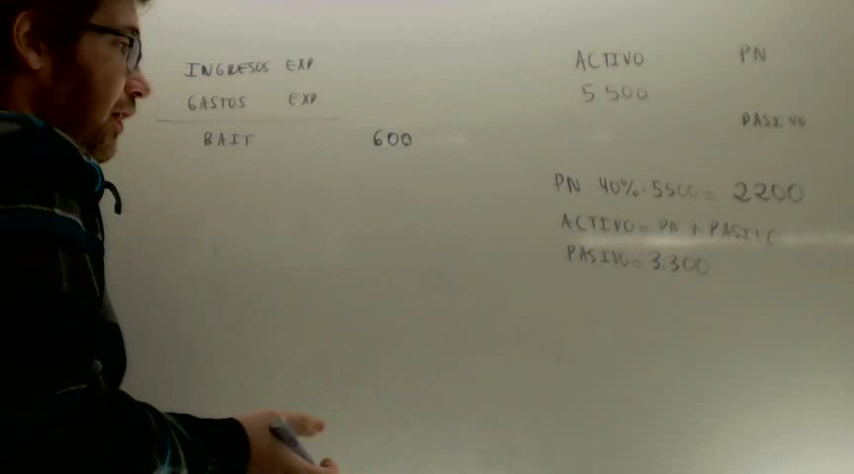 INGRESOS EXP
GASTOS EXP.
BAIT 600
ACTIVO PN
5 500
PASIVO
PN 40% · 5500 = 2200
ACTIVO = PN + PASIVO
PASIVO = 3.300